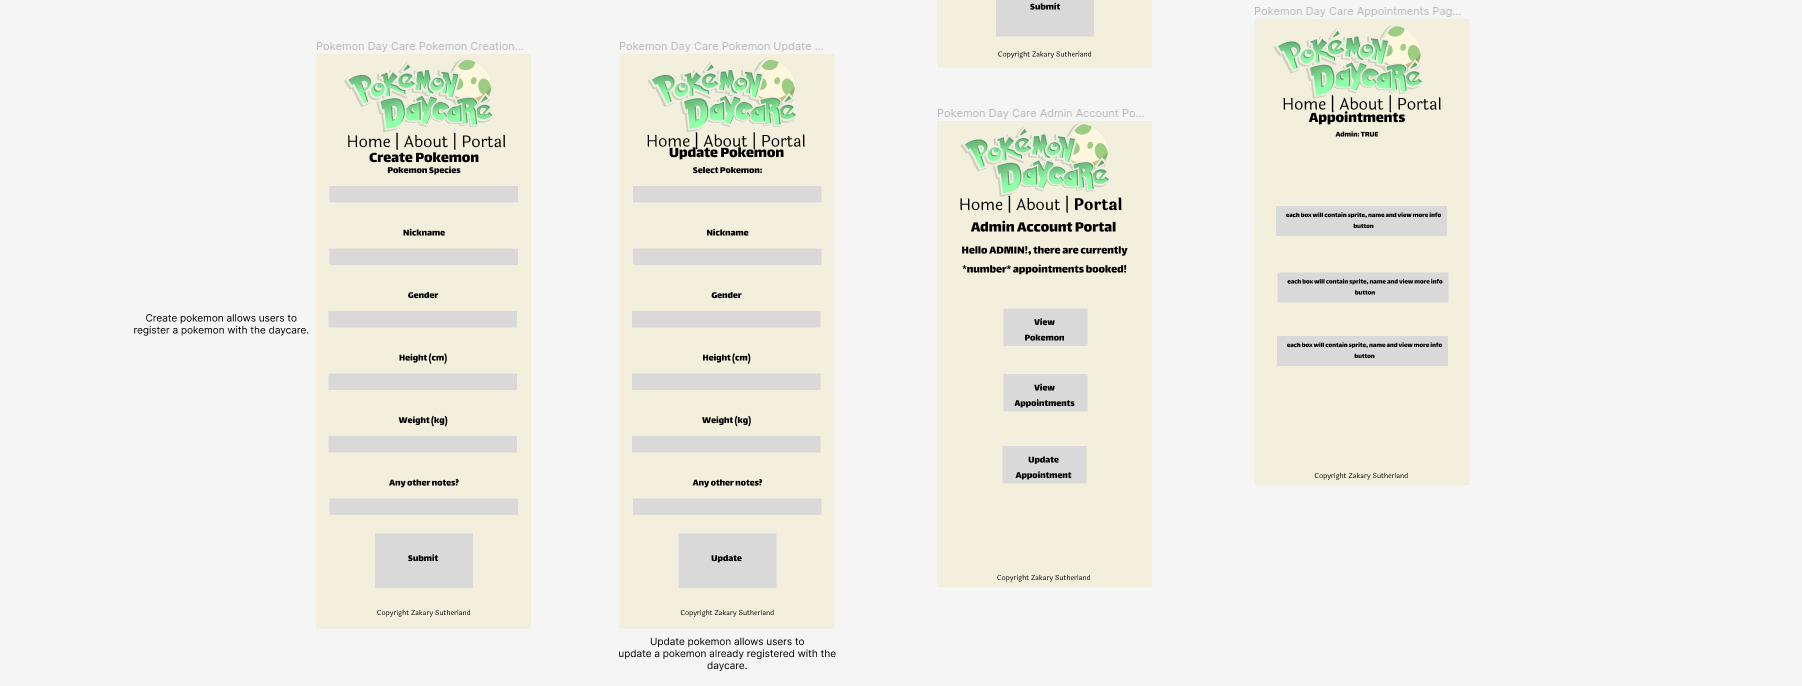 Pokemon Day Care Pokemon Creation...
POKéMON
DAYCARé
Home | About | Portal
Create Pokemon
Pokemon Species
Nickname
Gender
Height (cm)
Weight (kg)
Any other notes?
Submit
Copyright Zakary Sutherland
Create pokemon allows users to
register a pokemon with the daycare.
Pokemon Day Care Pokemon Update ...
POKéMON
DAYCARé
Home | About | Portal
Update Pokemon
Select Pokemon:
Nickname
Gender
Height (cm)
Weight (kg)
Any other notes?
Update
Copyright Zakary Sutherland
Update pokemon allows users to
update a pokemon already registered with the
daycare.
Submit
Copyright Zakary Sutherland
Pokemon Day Care Admin Account Po...
POKéMON
DAYCARé
Home | About | Portal
Admin Account Portal
Hello ADMIN!, there are currently
*number* appointments booked!
View
Pokemon
View
Appointments
Update
Appointment
Copyright Zakary Sutherland
Pokemon Day Care Appointments Pag...
POKéMON
DAYCARé
Home | About | Portal
Appointments
Admin: TRUE
each box will contain sprite, name and view more info
button
each box will contain sprite, name and view more info
button
each box will contain sprite, name and view more info
button
Copyright Zakary Sutherland